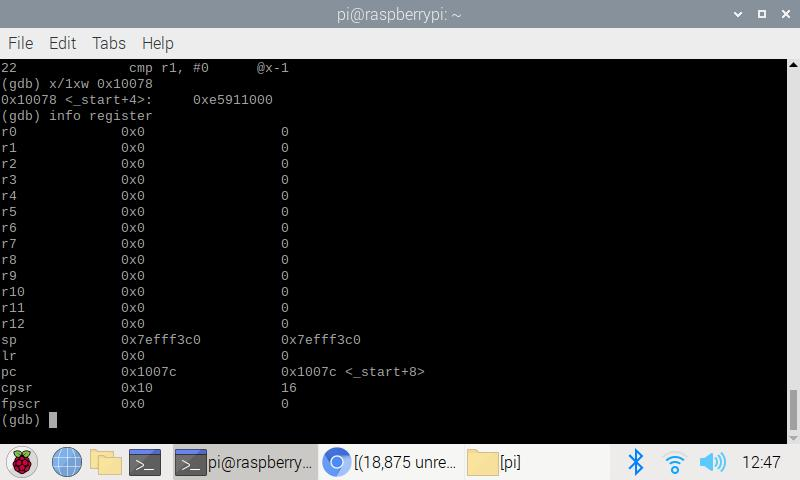 pi@raspberrypi: ~
File Edit Tabs Help
22 cmp r1, #0 @x-1
(gdb) x/1xw 0x10078
0x10078 <_start+4>: 0xe5911000
(gdb) info register
r0 0x0 0
r1 0x0 0
r2 0x0 0
r3 0x0 0
r4 0x0 0
r5 0x0 0
r6 0x0 0
r7 0x0 0
r8 0x0 0
r9 0x0 0
r10 0x0 0
r11 0x0 0
r12 0x0 0
sp 0x7efff3c0 0x7efff3c0
lr 0x0 0
pc 0x1007c 0x1007c <_start+8>
cpsr 0x10 16
fpscr 0x0 0
(gdb)
>_ >_ pi@raspberry... [(18,875 unre... [pi] 12:47